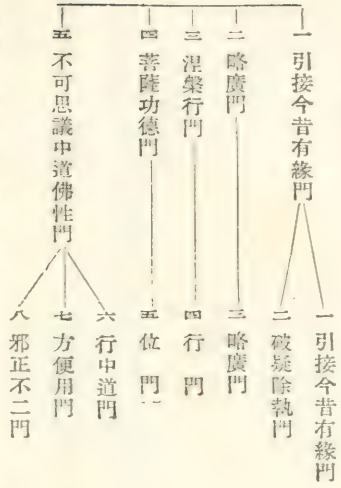 一 引接今昔有緣門
二 略廣門
三 涅槃行門
四 菩薩功德門
五 不可思議中道佛性門
一 引接今昔有緣門
二 破疑除執門
三 略廣門
四 行門
五 位門
六 行中道門
七 方便用門
八 邪正不二門